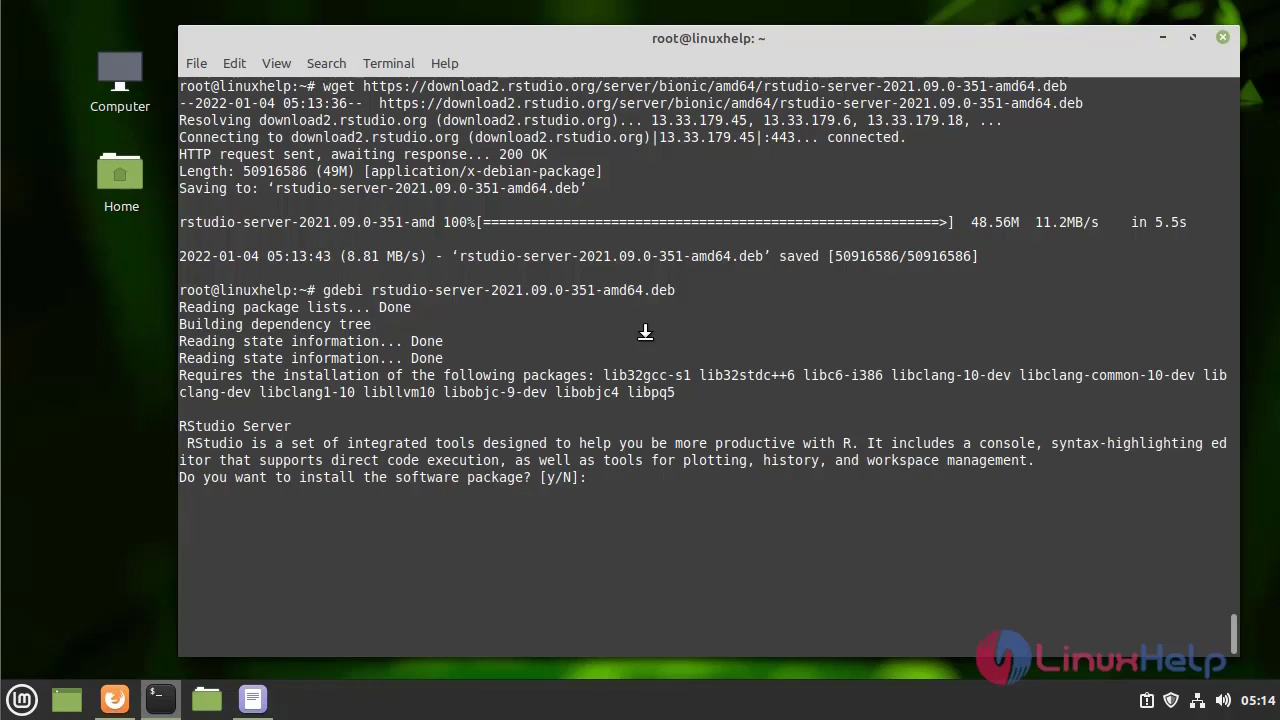 root@linuxhelp: ~
File Edit View Search Terminal Help
Computer
Home
root@linuxhelp:~# wget https://download2.rstudio.org/server/bionic/amd64/rstudio-server-2021.09.0-351-amd64.deb
--2022-01-04 05:13:36--  https://download2.rstudio.org/server/bionic/amd64/rstudio-server-2021.09.0-351-amd64.deb
Resolving download2.rstudio.org (download2.rstudio.org)... 13.33.179.45, 13.33.179.6, 13.33.179.18, ...
Connecting to download2.rstudio.org (download2.rstudio.org)|13.33.179.45|:443... connected.
HTTP request sent, awaiting response... 200 OK
Length: 50916586 (49M) [application/x-debian-package]
Saving to: ‘rstudio-server-2021.09.0-351-amd64.deb’
rstudio-server-2021.09.0-351-amd 100%[=========================================================>]  48.56M  11.2MB/s    in 5.5s
2022-01-04 05:13:43 (8.81 MB/s) - ‘rstudio-server-2021.09.0-351-amd64.deb’ saved [50916586/50916586]
root@linuxhelp:~# gdebi rstudio-server-2021.09.0-351-amd64.deb
Reading package lists... Done
Building dependency tree
Reading state information... Done
Reading state information... Done
Requires the installation of the following packages: lib32gcc-s1 lib32stdc++6 libc6-i386 libclang-10-dev libclang-common-10-dev lib
clang-dev libclang1-10 libllvm10 libobjc-9-dev libobjc4 libpq5
RStudio Server
RStudio is a set of integrated tools designed to help you be more productive with R. It includes a console, syntax-highlighting ed
itor that supports direct code execution, as well as tools for plotting, history, and workspace management.
Do you want to install the software package? [y/N]:
LinuxHelp
lm
$_
05:14